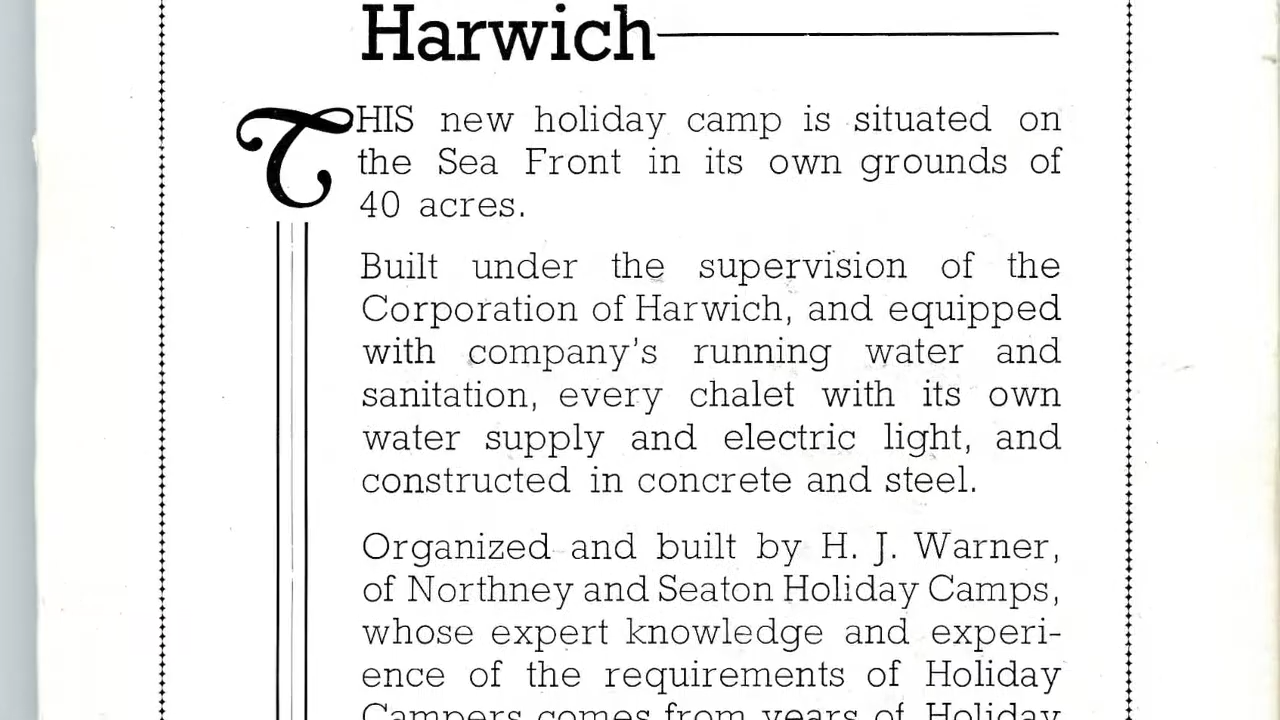 Harwich
THIS new holiday camp is situated on
the Sea Front in its own grounds of
40 acres.
Built under the supervision of the
Corporation of Harwich, and equipped
with company's running water and
sanitation, every chalet with its own
water supply and electric light, and
constructed in concrete and steel.
Organized and built by H. J. Warner,
of Northney and Seaton Holiday Camps,
whose expert knowledge and experi-
ence of the requirements of Holiday
Campers comes from years of Holiday